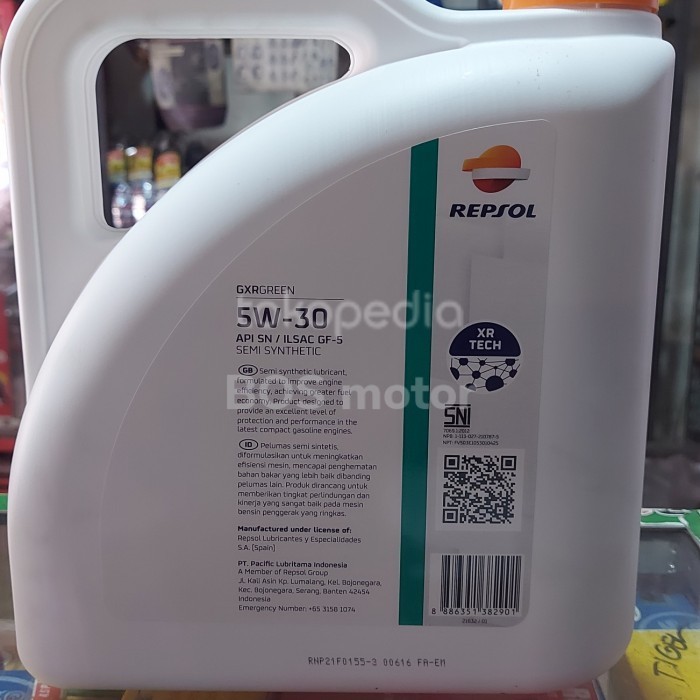 REPSOL
GXRGREEN
5W-30
API SN / ILSAC GF-5
SEMI SYNTHETIC
tokopedia
BOS motor
XR
TECH
GB Semi synthetic lubricant,
formulated to improve engine
efficiency, achieving greater fuel
economy. Product designed to
provide an excellent level of
protection and performance in the
latest compact gasoline engines.
ID Pelumas semi sintetis,
diformulasikan untuk meningkatkan
efisiensi mesin, mencapai penghematan
bahan bakar yang lebih baik dibanding
pelumas lain. Produk dirancang untuk
memberikan tingkat perlindungan dan
kinerja yang sangat baik pada mesin
bensin penggerak yang ringkas.
SNI
Manufactured under license of:
Repsol Lubricantes y Especialidades
S.A. (Spain)
PT. Pacific Lubritama Indonesia
A Member of Repsol Group
Jl. Kali Asin Kp, Lumalang, Kel. Bojonegara,
Kec. Bojonegara, Serang, Banten 42454
Indonesia
Emergency Number: +65 3150 1074
8 886351 382901
RHP21F0155-3 00616 FA-EM